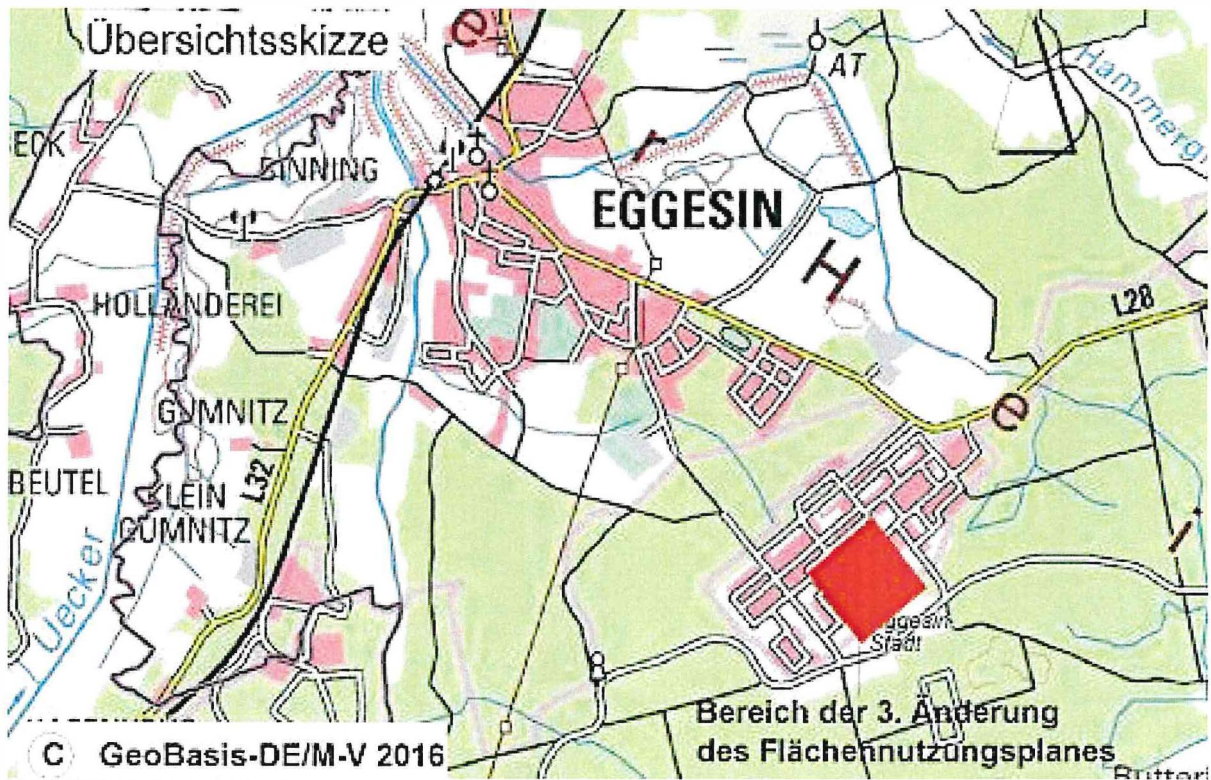 Übersichtsskizze
AT
Hammergr
ECK
BINNING
EGGESIN
H
HOLLÄNDEREI
L28
e
e
GUMNITZ
L32
BEUTEL
KLEIN
GUMNITZ
Uecker
Eggesin
Stadt
Bereich der 3. Änderung
des Flächennutzungsplanes
C GeoBasis-DE/M-V 2016